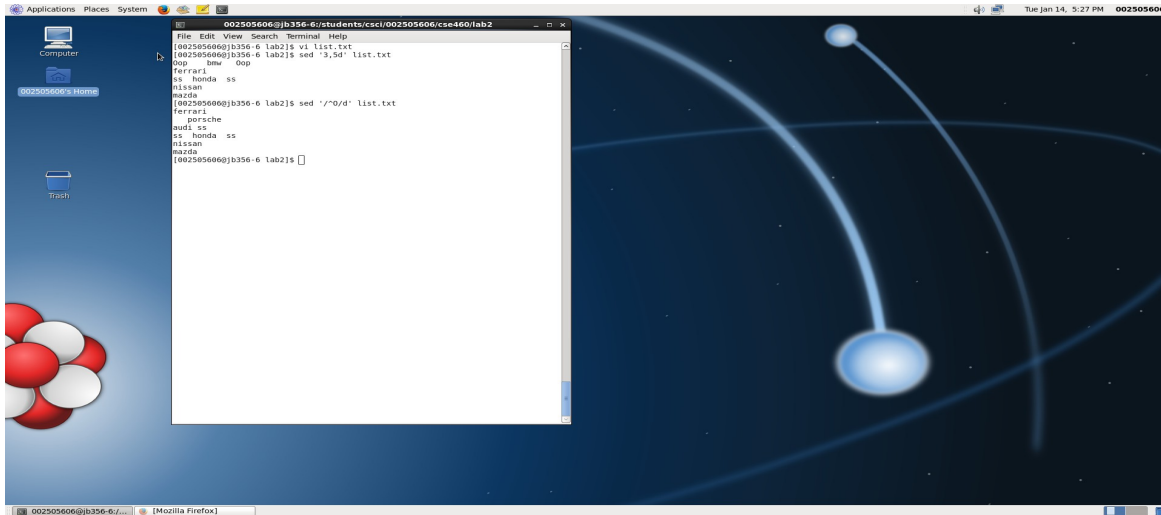 Applications Places System
Tue Jan 14, 5:27 PM 002505606
Computer
002505606's Home
Trash
002505606@jb356-6:/students/csci/002505606/cse460/lab2
File Edit View Search Terminal Help
[002505606@jb356-6 lab2]$ vi list.txt
[002505606@jb356-6 lab2]$ sed '3,5d' list.txt
Oop    bmw   Oop
ferrari
ss  honda  ss
nissan
mazda
[002505606@jb356-6 lab2]$ sed '/^O/d' list.txt
ferrari
   porsche
audi ss
ss  honda  ss
nissan
mazda
[002505606@jb356-6 lab2]$
002505606@jb356-6:/...
[Mozilla Firefox]